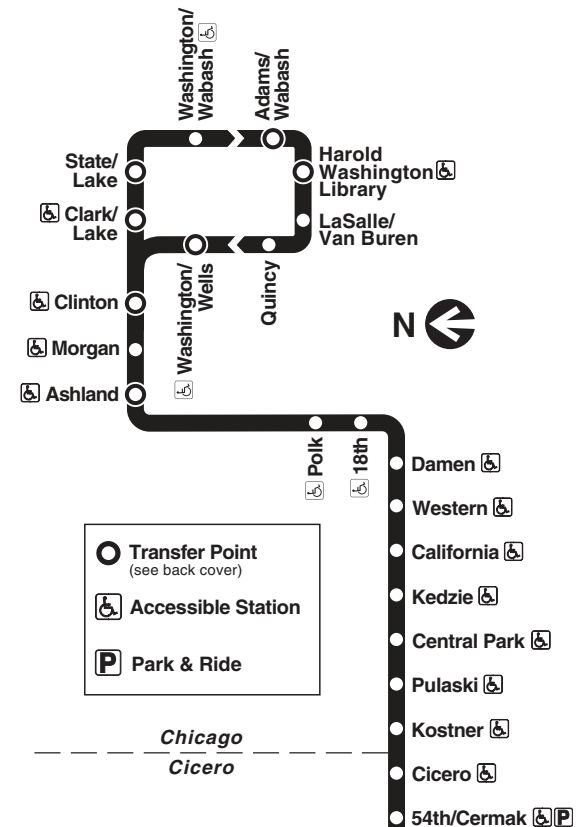 Washington/
Wabash
Adams/
Wabash
State/
Lake
Harold
Washington
Library
Clark/
Lake
LaSalle/
Van Buren
Washington/
Wells
Quincy
Clinton
N
Morgan
Ashland
Polk
18th
Damen
Western
California
Kedzie
Central Park
Pulaski
Kostner
Cicero
54th/Cermak P
Transfer Point
(see back cover)
Accessible Station
P Park & Ride
Chicago
Cicero